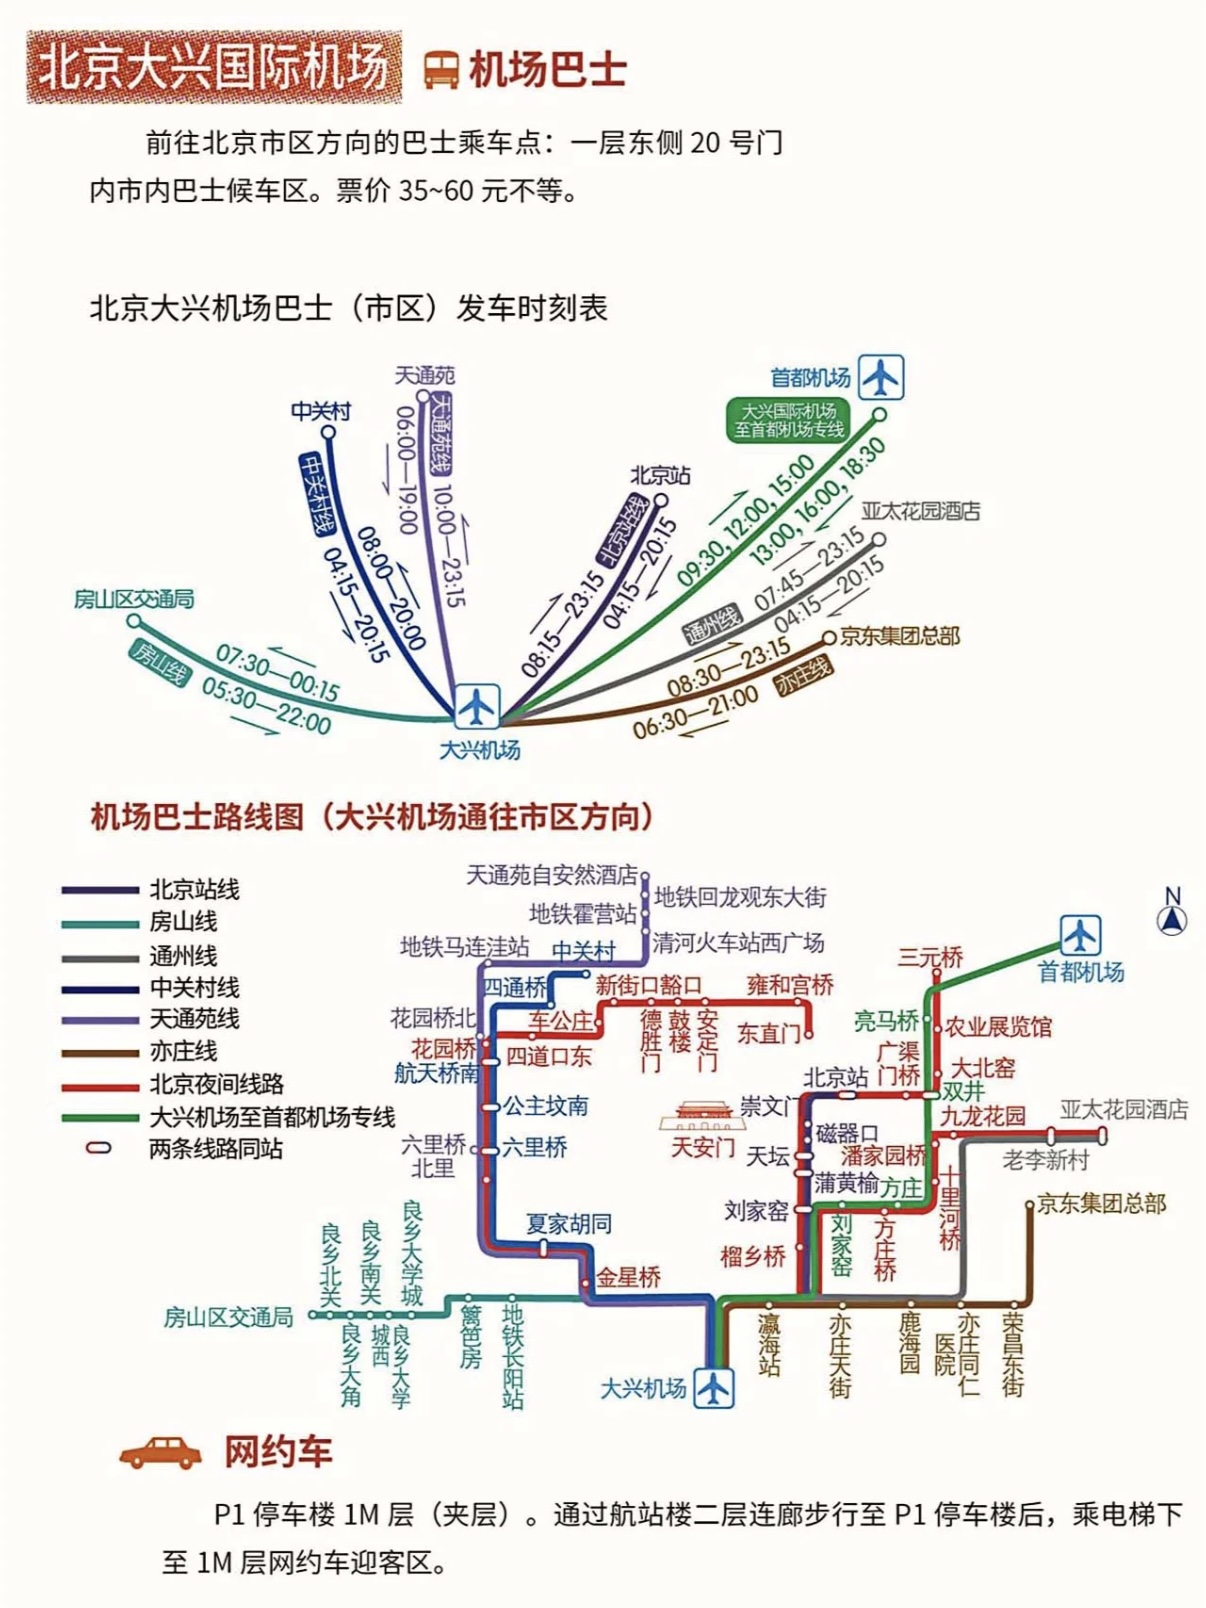 北京大兴国际机场
机场巴士
前往北京市区方向的巴士乘车点：一层东侧 20 号门
内市内巴士候车区。票价 35~60 元不等。
北京大兴机场巴士（市区）发车时刻表
天通苑
天通苑线
06:00—19:00
10:00—23:15
中关村
中关村线
08:00—20:00
04:15—20:15
首都机场
大兴国际机场
至首都机场专线
09:30, 12:00, 15:00
13:00, 16:00, 18:30
北京站
北京站线
08:15—23:15
04:15—20:15
亚太花园酒店
通州线
07:45—23:15
04:15—20:15
房山区交通局
房山线
07:30—00:15
05:30—22:00
京东集团总部
亦庄线
08:30—23:15
06:30—21:00
大兴机场
机场巴士路线图（大兴机场通往市区方向）
北京站线
房山线
通州线
中关村线
天通苑线
亦庄线
北京夜间线路
大兴机场至首都机场专线
两条线路同站
天通苑自安然酒店
地铁回龙观东大街
地铁霍营站
清河火车站西广场
地铁马连洼站
中关村
四通桥
新街口豁口
雍和宫桥
花园桥北
车公庄
德胜门
鼓楼
安定门
东直门
花园桥
四道口东
航天桥南
公主坟南
六里桥北里
六里桥
夏家胡同
金星桥
天安门
N
三元桥
首都机场
亮马桥
农业展览馆
广渠门桥
大北窑
北京站
双井
崇文门
九龙花园
亚太花园酒店
磁器口
天坛
潘家园桥
老李新村
蒲黄榆
方庄
十里河桥
刘家窑
刘家窑
方庄桥
京东集团总部
榴乡桥
良乡北关
良乡南关
良乡大学城
房山区交通局
良乡大角
城西
良乡大学
篱笆房
地铁长阳站
瀛海站
亦庄天街
鹿海园
亦庄同仁医院
荣昌东街
大兴机场
网约车
P1 停车楼 1M 层（夹层）。通过航站楼二层连廊步行至 P1 停车楼后，乘电梯下
至 1M 层网约车迎客区。